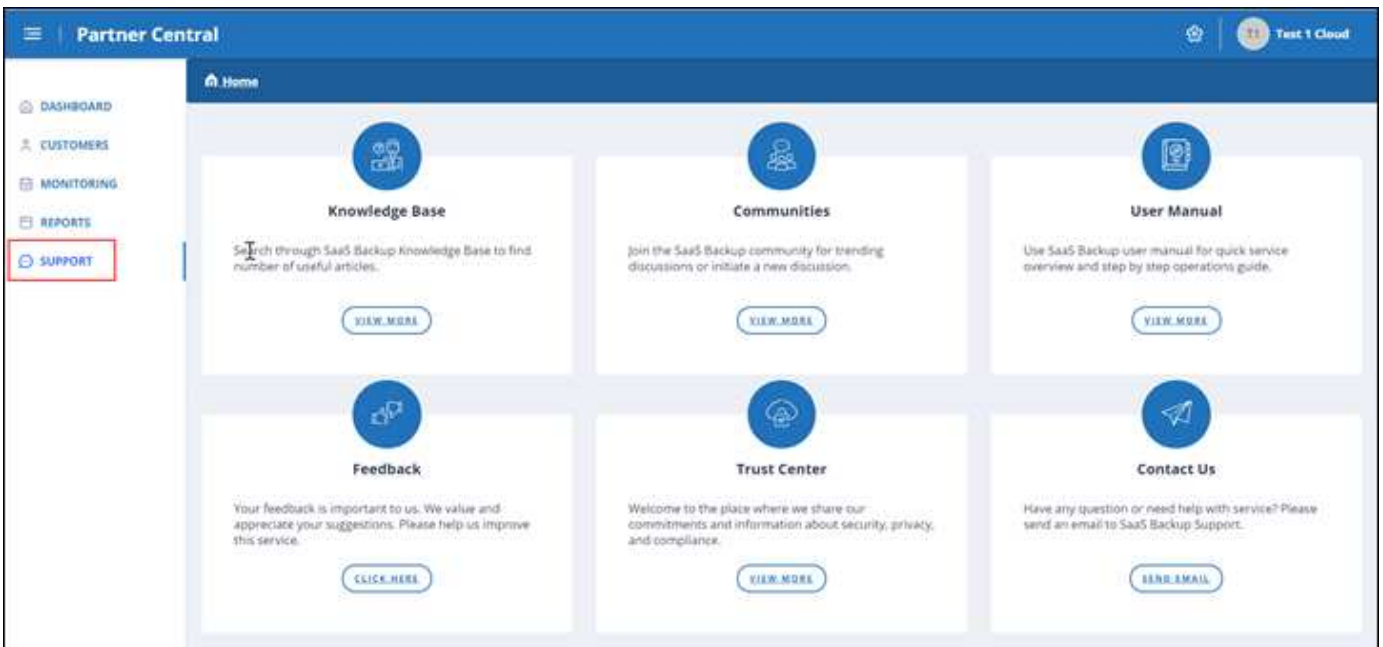 Partner Central
Test 1 Cloud
Home
DASHBOARD
CUSTOMERS
MONITORING
REPORTS
SUPPORT
Knowledge Base
Search through SaaS Backup Knowledge Base to find
number of useful articles.
VIEW MORE
Communities
Join the SaaS Backup community for trending
discussions or initiate a new discussion.
VIEW MORE
User Manual
Use SaaS Backup user manual for quick service
overview and step by step operations guide.
VIEW MORE
Feedback
Your feedback is important to us. We value and
appreciate your suggestions. Please help us improve
this service.
CLICK HERE
Trust Center
Welcome to the place where we share our
commitments and information about security, privacy,
and compliance.
VIEW MORE
Contact Us
Have any question or need help with service? Please
send an email to SaaS Backup Support.
SEND EMAIL